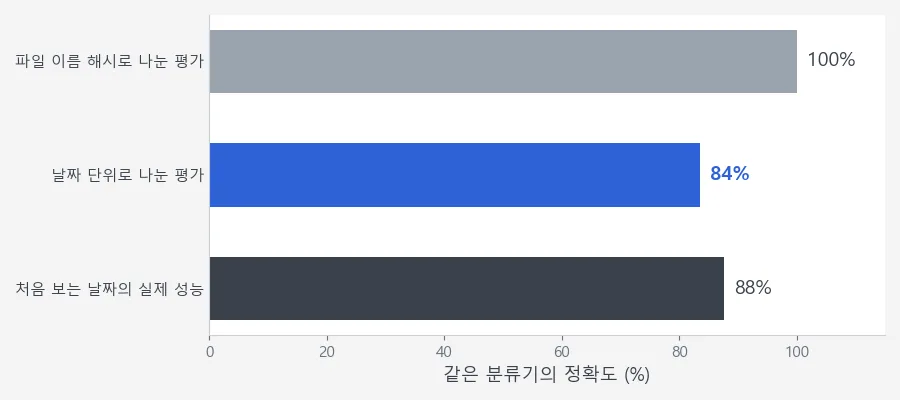 파일 이름 해시로 나눈 평가
100%
날짜 단위로 나눈 평가
84%
처음 보는 날짜의 실제 성능
88%
0 20 40 60 80 100
같은 분류기의 정확도 (%)